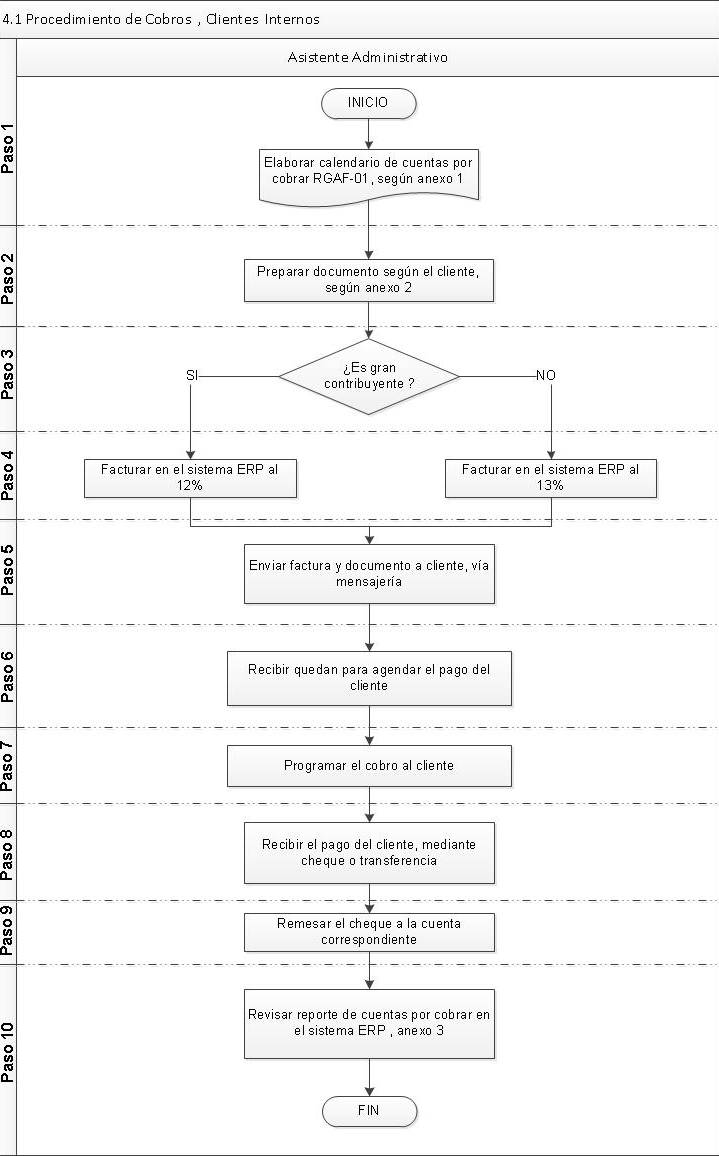 4.1 Procedimiento de Cobros , Clientes Internos
Asistente Administrativo
Paso 1
INICIO
Elaborar calendario de cuentas por
cobrar RGAF-01, según anexo 1
Paso 2
Preparar documento según el cliente,
según anexo 2
Paso 3
¿Es gran
contribuyente ?
SI
NO
Paso 4
Facturar en el sistema ERP al
12%
Facturar en el sistema ERP al
13%
Paso 5
Enviar factura y documento a cliente, vía
mensajería
Paso 6
Recibir quedan para agendar el pago del
cliente
Paso 7
Programar el cobro al cliente
Paso 8
Recibir el pago del cliente, mediante
cheque o transferencia
Paso 9
Remesar el cheque a la cuenta
correspondiente
Paso 10
Revisar reporte de cuentas por cobrar en
el sistema ERP , anexo 3
FIN